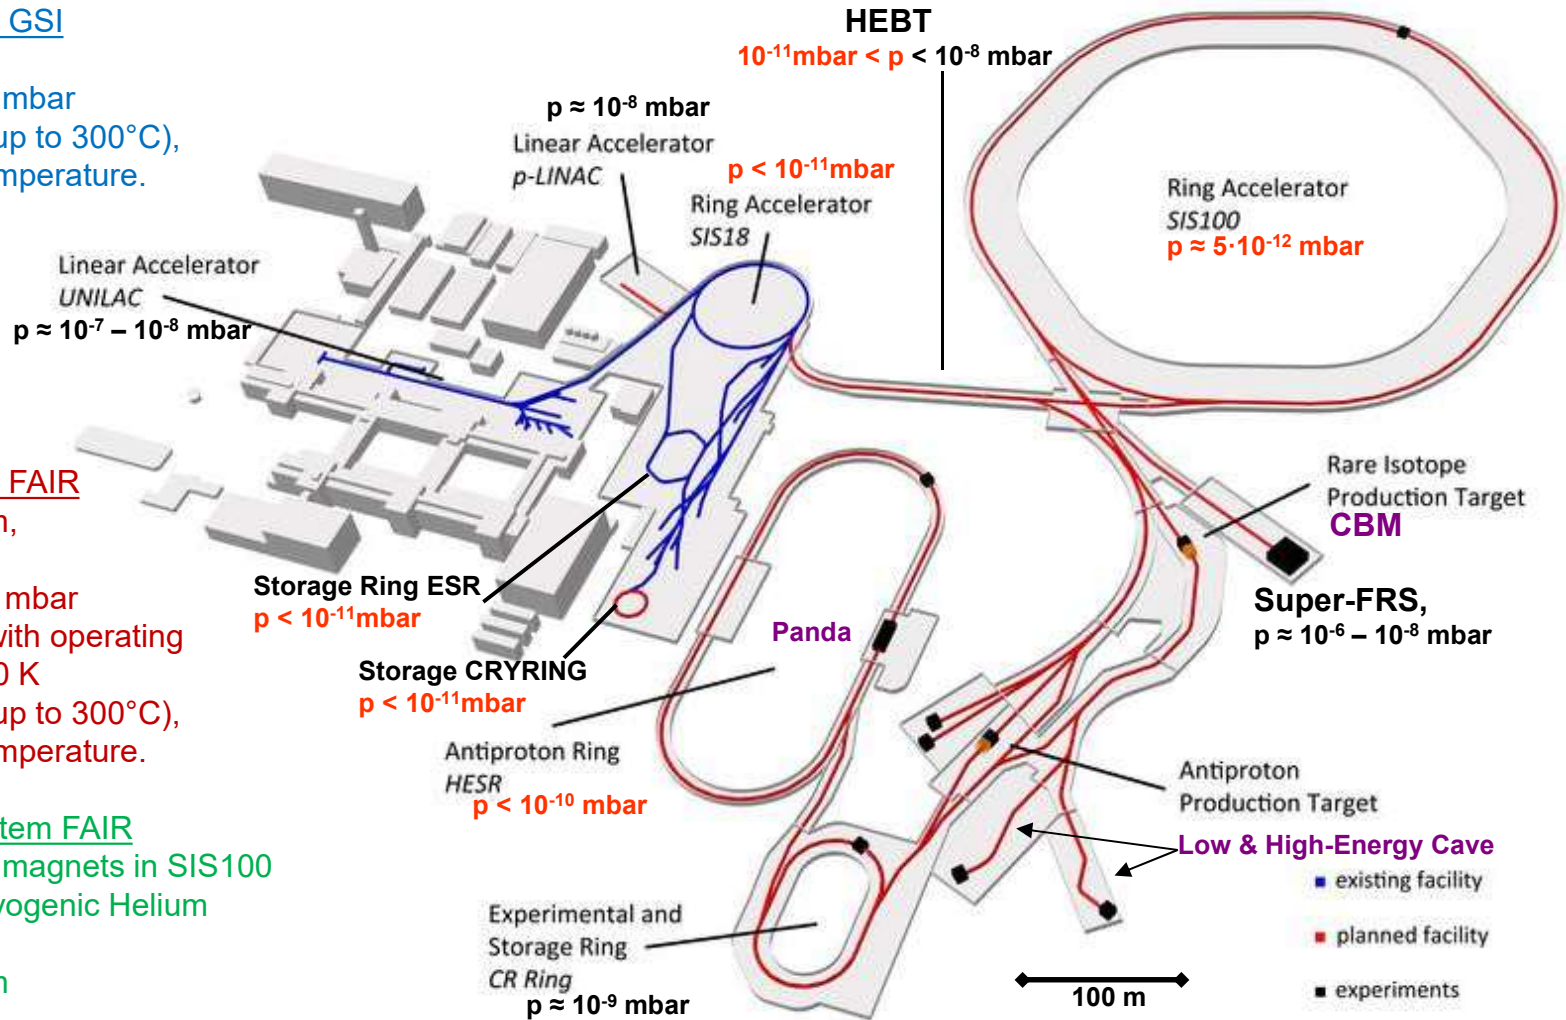 GSI
mbar
up to 300°C),
mperature.
FAIR
n,
mbar
with operating
0 K
up to 300°C),
mperature.
tem FAIR
magnets in SIS100
yogenic Helium
n
HEBT
10⁻¹¹mbar < p < 10⁻⁸ mbar
p ≈ 10⁻⁸ mbar
Linear Accelerator
p-LINAC
p < 10⁻¹¹mbar
Ring Accelerator
SIS18
Ring Accelerator
SIS100
p ≈ 5·10⁻¹² mbar
Linear Accelerator
UNILAC
p ≈ 10⁻⁷ – 10⁻⁸ mbar
Rare Isotope
Production Target
CBM
Super-FRS,
p ≈ 10⁻⁶ – 10⁻⁸ mbar
Storage Ring ESR
p < 10⁻¹¹mbar
Panda
Storage CRYRING
p < 10⁻¹¹mbar
Antiproton Ring
HESR
p < 10⁻¹⁰ mbar
Antiproton
Production Target
Low & High-Energy Cave
Experimental and
Storage Ring
CR Ring
p ≈ 10⁻⁹ mbar
100 m
existing facility
planned facility
experiments